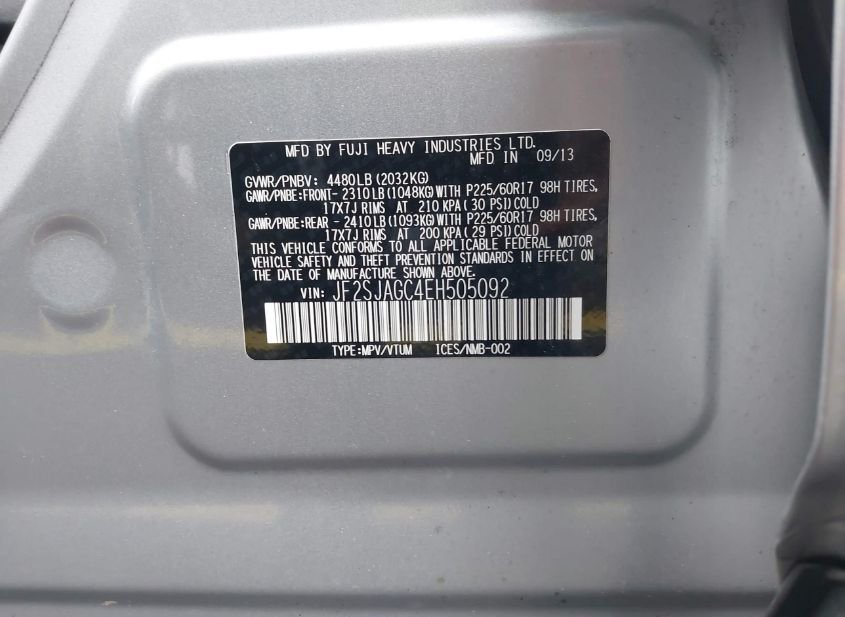 MFD BY FUJI HEAVY INDUSTRIES LTD.
MFD IN 09/13
GVWR/PNBV: 4480LB(2032KG)
GAWR/PNBE:FRONT- 2310LB(1048KG)WITH P225/60R17 98H TIRES,
17X7J RIMS AT 210 KPA(30 PSI)COLD
GAWR/PNBE:REAR - 2410LB(1093KG)WITH P225/60R17 98H TIRES,
17X7J RIMS AT 200 KPA(29 PSI)COLD
THIS VEHICLE CONFORMS TO ALL APPLICABLE FEDERAL MOTOR
VEHICLE SAFETY AND THEFT PREVENTION STANDARDS IN EFFECT ON
THE DATE OF MANUFACTURE SHOWN ABOVE.
VIN: JF2SJAGC4EH505092
TYPE:MPV/VTUM ICES/NMB-002